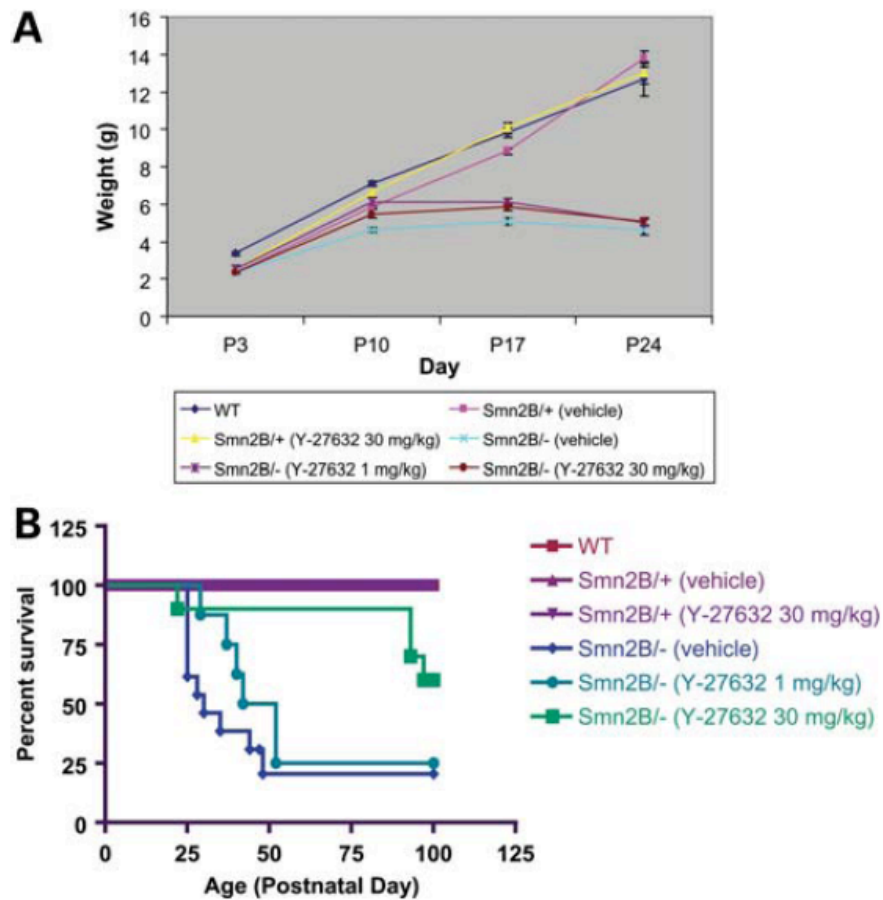 A
Weight (g)
16
14
12
10
8
6
4
2
0
P3 P10 P17 P24
Day
WT Smn2B/+ (vehicle)
Smn2B/+ (Y-27632 30 mg/kg) Smn2B/- (vehicle)
Smn2B/- (Y-27632 1 mg/kg) Smn2B/- (Y-27632 30 mg/kg)
B
Percent survival
125
100
75
50
25
0
0 25 50 75 100 125
Age (Postnatal Day)
WT
Smn2B/+ (vehicle)
Smn2B/+ (Y-27632 30 mg/kg)
Smn2B/- (vehicle)
Smn2B/- (Y-27632 1 mg/kg)
Smn2B/- (Y-27632 30 mg/kg)